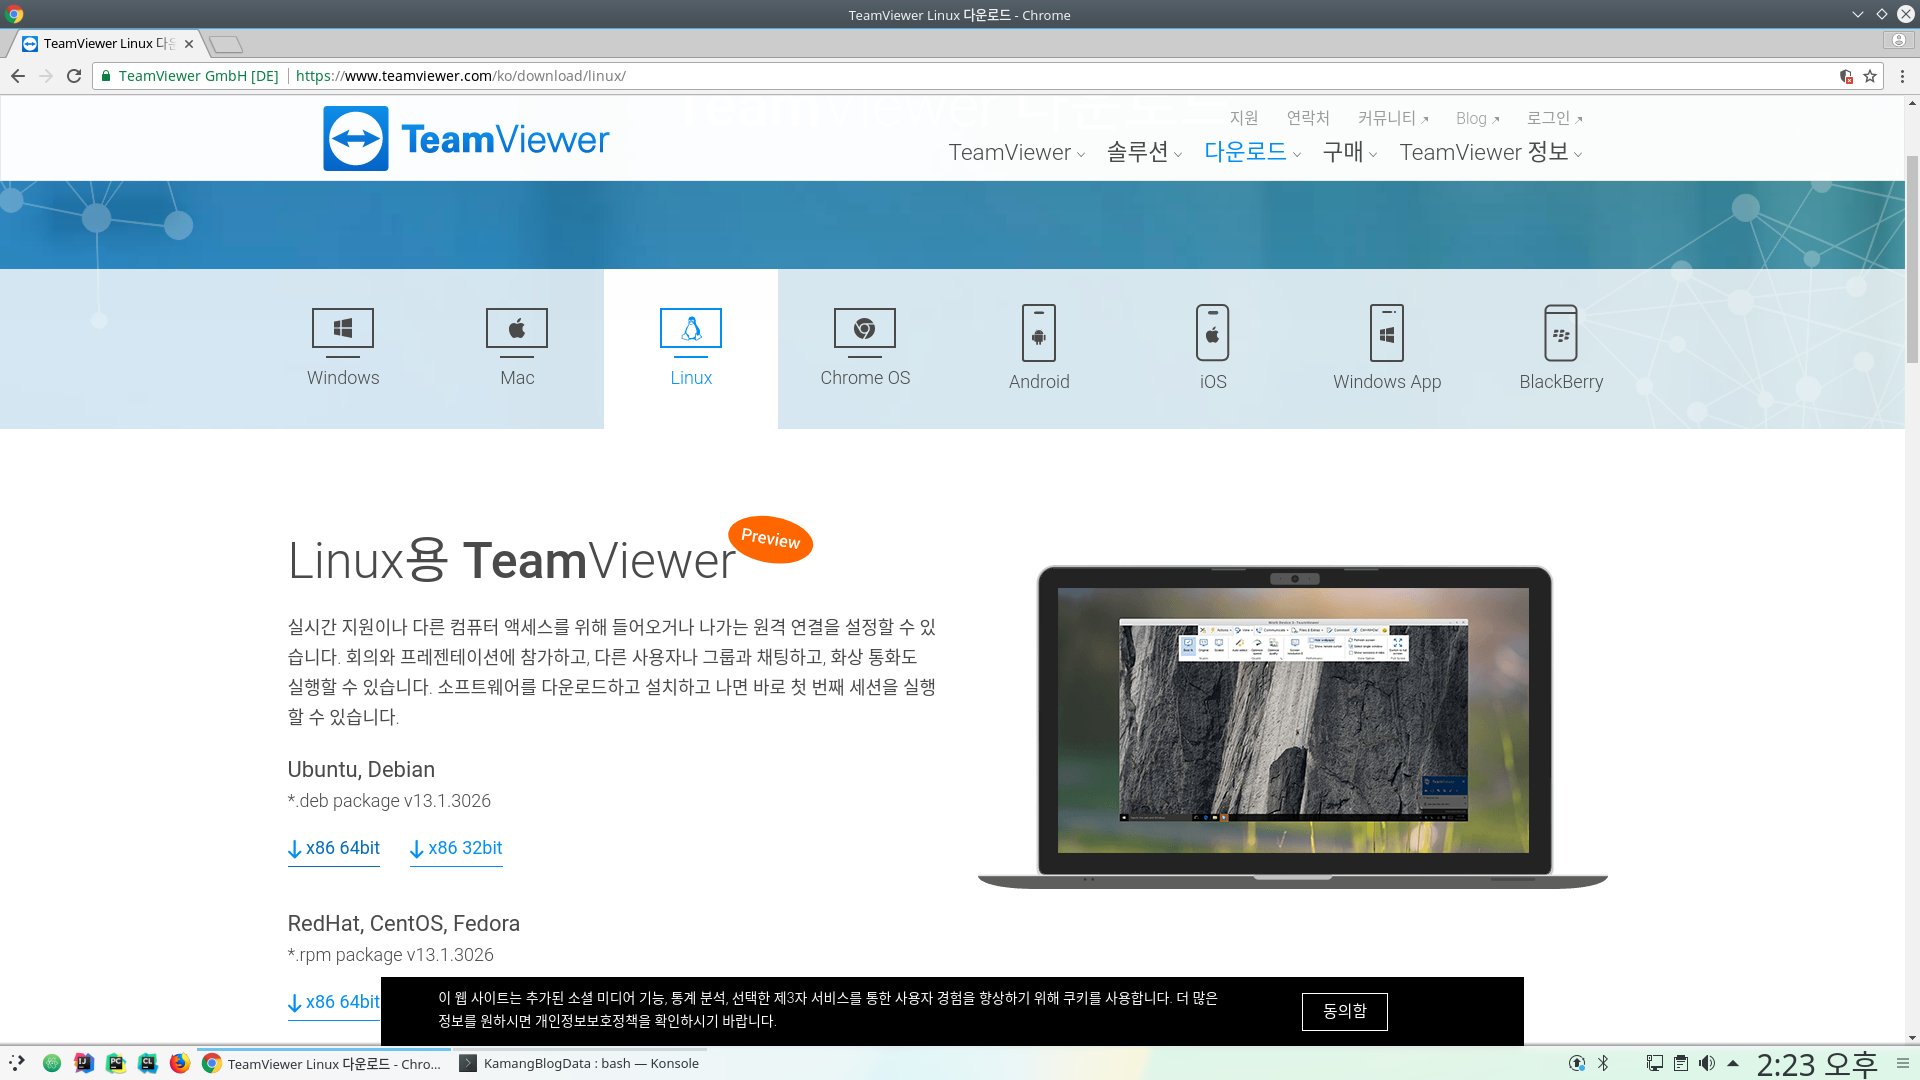 TeamViewer Linux 다운로드 - Chrome
TeamViewer Linux 다운
TeamViewer GmbH [DE]
https://www.teamviewer.com/ko/download/linux/
TeamViewer 다운로드
지원 연락처 커뮤니티 Blog 로그인
TeamViewer
TeamViewer 솔루션 다운로드 구매 TeamViewer 정보
Windows
Mac
Linux
Chrome OS
Android
iOS
Windows App
BlackBerry
Linux용 TeamViewer
Preview
실시간 지원이나 다른 컴퓨터 액세스를 위해 들어오거나 나가는 원격 연결을 설정할 수 있
습니다. 회의와 프레젠테이션에 참가하고, 다른 사용자나 그룹과 채팅하고, 화상 통화도
실행할 수 있습니다. 소프트웨어를 다운로드하고 설치하고 나면 바로 첫 번째 세션을 실행
할 수 있습니다.
Ubuntu, Debian
*.deb package v13.1.3026
x86 64bit x86 32bit
RedHat, CentOS, Fedora
*.rpm package v13.1.3026
x86 64bit
이 웹 사이트는 추가된 소셜 미디어 기능, 통계 분석, 선택한 제3자 서비스를 통한 사용자 경험을 향상하기 위해 쿠키를 사용합니다. 더 많은
정보를 원하시면 개인정보보호정책을 확인하시기 바랍니다.
동의함
TeamViewer Linux 다운로드 - Chro...
KamangBlogData : bash — Konsole
2:23 오후